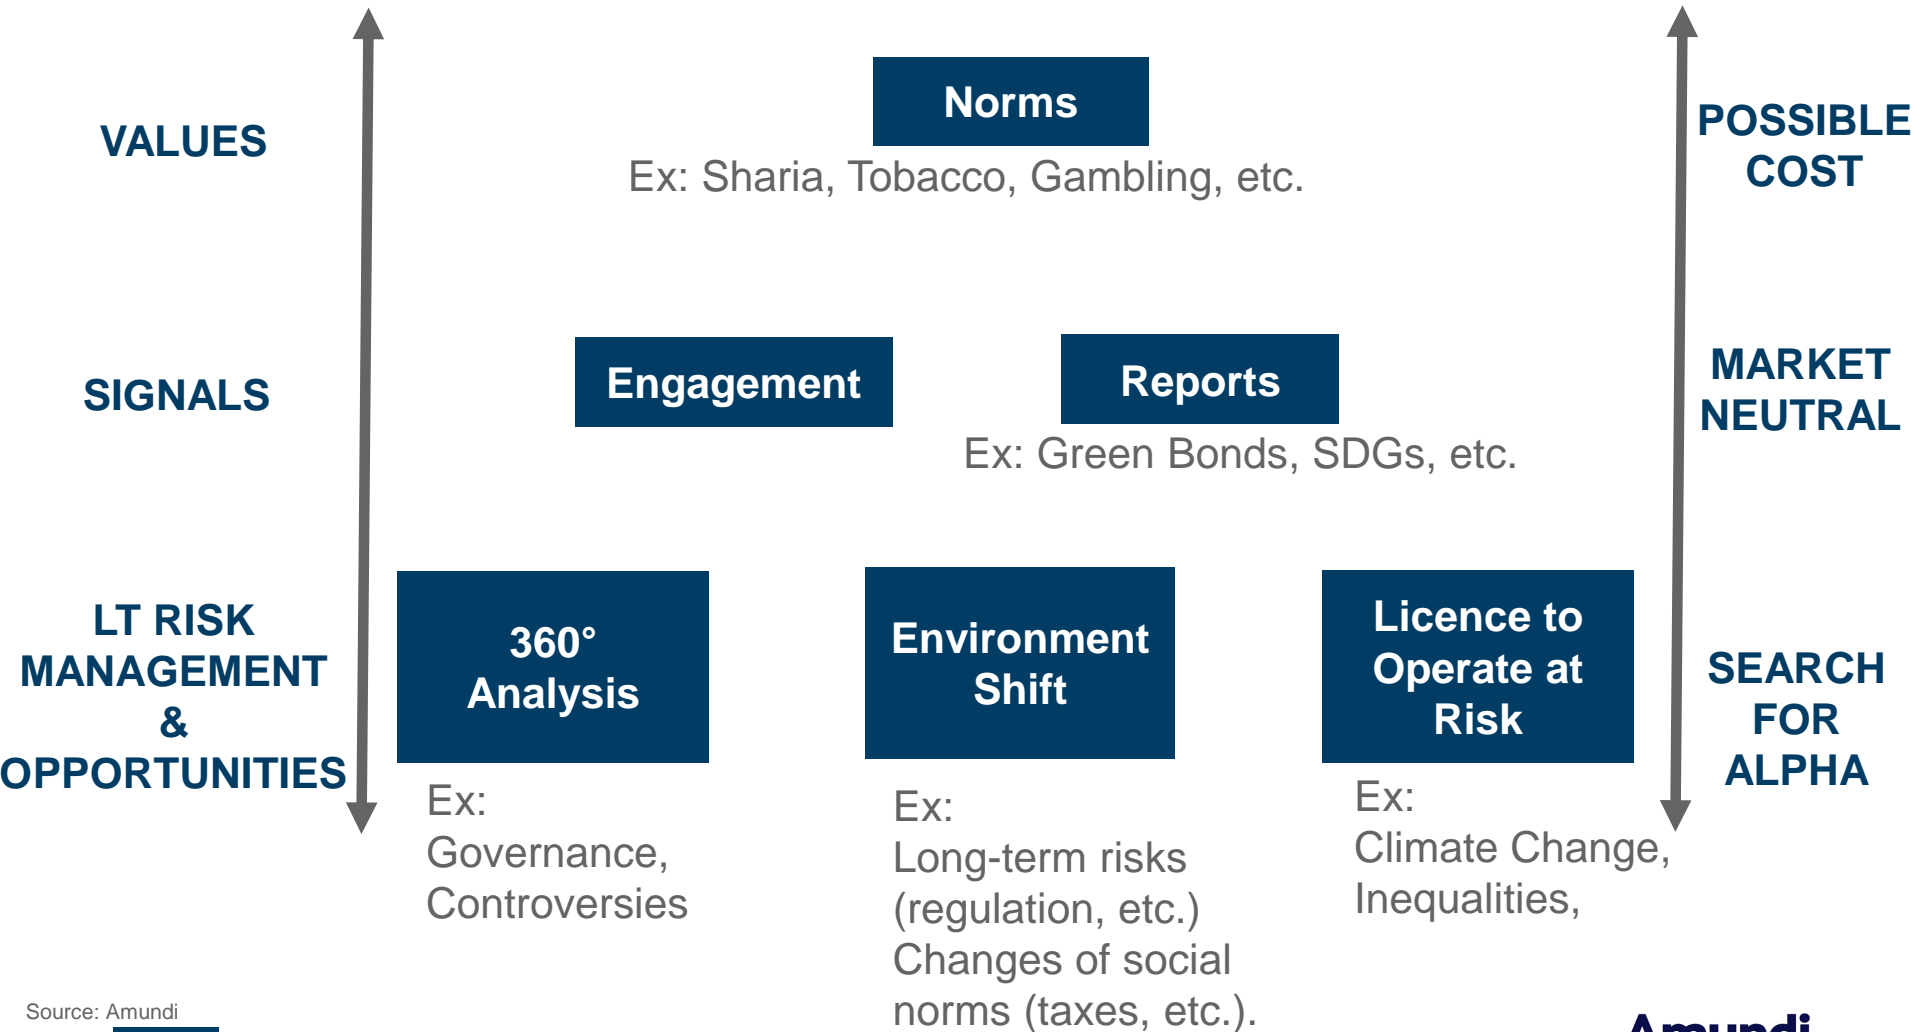 Norms
VALUES
POSSIBLE
COST
Ex: Sharia, Tobacco, Gambling, etc.
SIGNALS
Engagement
Reports
MARKET
NEUTRAL
Ex: Green Bonds, SDGs, etc.
LT RISK
MANAGEMENT
&
OPPORTUNITIES
360°
Analysis
Ex:
Governance,
Controversies
Environment
Shift
Ex:
Long-term risks
(regulation, etc.)
Changes of social
norms (taxes, etc.).
Licence to
Operate at
Risk
Ex:
Climate Change,
Inequalities,
SEARCH
FOR
ALPHA
Source: Amundi
Amundi